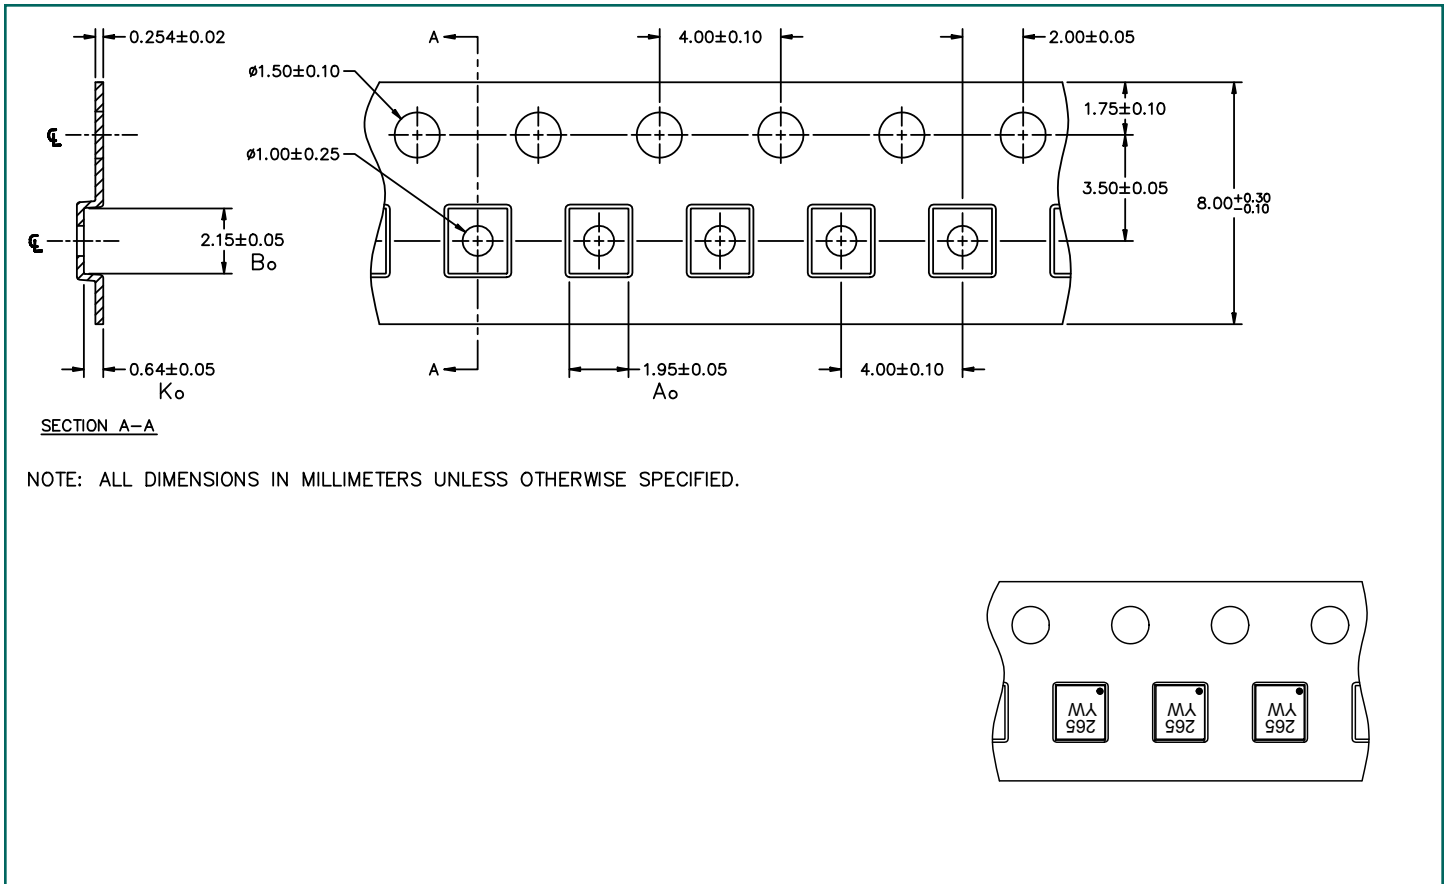 0.254±0.02
A
4.00±0.10
2.00±0.05
ø1.50±0.10
1.75±0.10
℄
ø1.00±0.25
3.50±0.05
8.00+0.30
-0.10
℄
2.15±0.05
Bo
0.64±0.05
Ko
A
1.95±0.05
Ao
4.00±0.10
SECTION A-A
NOTE: ALL DIMENSIONS IN MILLIMETERS UNLESS OTHERWISE SPECIFIED.
265
YW
265
YW
265
YW